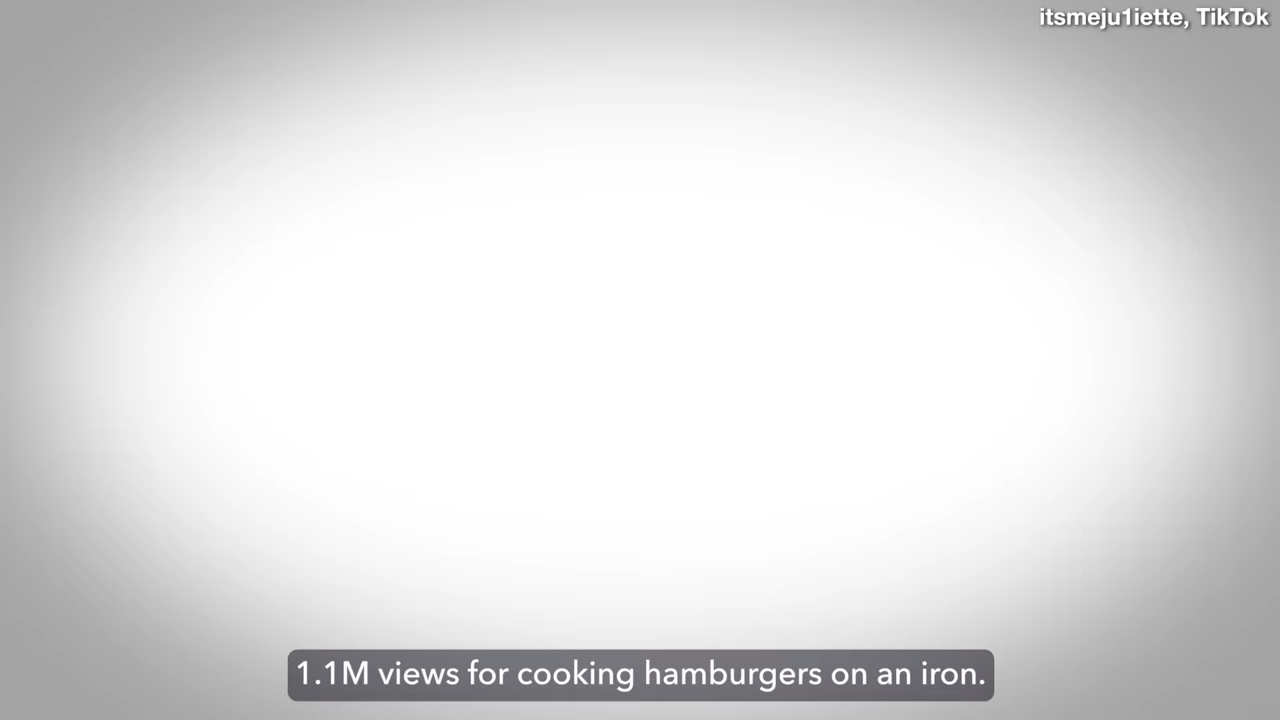 itsmeju1iette, TikTok
1.1M views for cooking hamburgers on an iron.